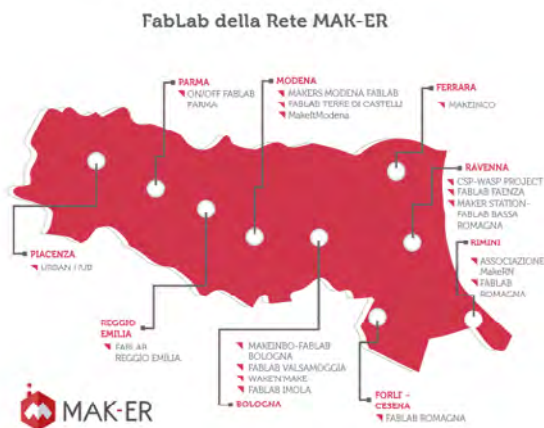 FabLab della Rete MAK-ER
PARMA
ON/OFF FABLAB
PARMA
MODENA
MAKERS MODENA FABLAB
FABLAB TERRE DI CASTELLI
MakeItModena
FERRARA
MAKEINCO
RAVENNA
CSP-WASP PROJECT
FABLAB FAENZA
MAKER STATION-
FABLAB BASSA
ROMAGNA
RIMINI
ASSOCIAZIONE
MakeRN
FABLAB
ROMAGNA
PIACENZA
URBAN HUB
REGGIO
EMILIA
FABLAB
REGGIO EMILIA
MAKEINBO-FABLAB
BOLOGNA
FABLAB VALSAMOGGIA
WAKE'N'MAKE
FABLAB IMOLA
BOLOGNA
FORLI' -
CESENA
FABLAB ROMAGNA
MAK-ER